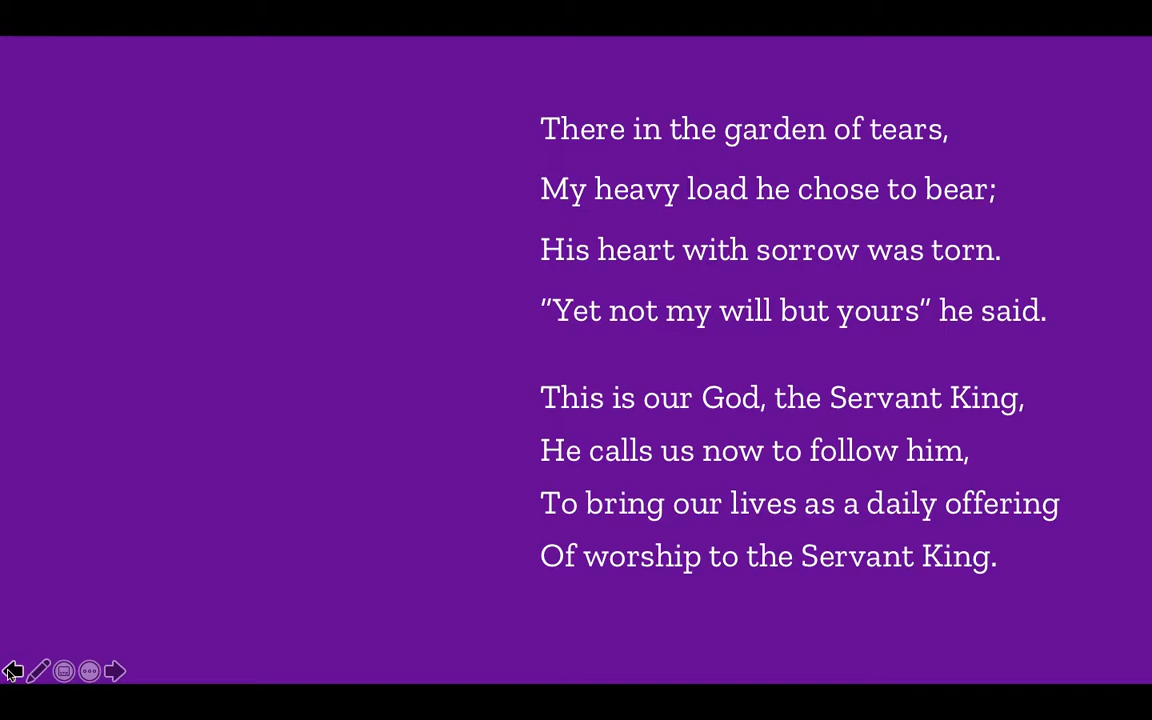 There in the garden of tears,
My heavy load he chose to bear;
His heart with sorrow was torn.
“Yet not my will but yours” he said.
This is our God, the Servant King,
He calls us now to follow him,
To bring our lives as a daily offering
Of worship to the Servant King.